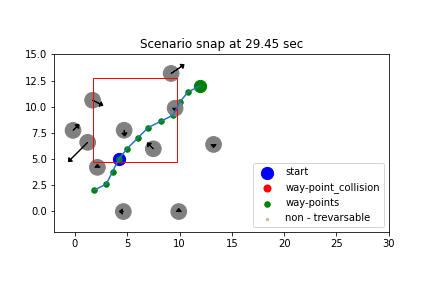 Scenario snap at 29.45 sec
15.0
12.5
10.0
7.5
5.0
2.5
0.0
0 5 10 15 20 25 30
start
way-point_collision
way-points
non - trevarsable